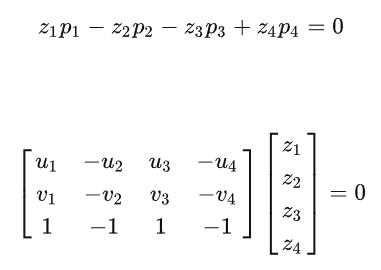 z₁p₁ − z₂p₂ − z₃p₃ + z₄p₄ = 0
[ u₁ −u₂ u₃ −u₄ ] [ z₁ ]
[ v₁ −v₂ v₃ −v₄ ] [ z₂ ] = 0
[ 1 −1 1 −1 ] [ z₃ ]
[ z₄ ]